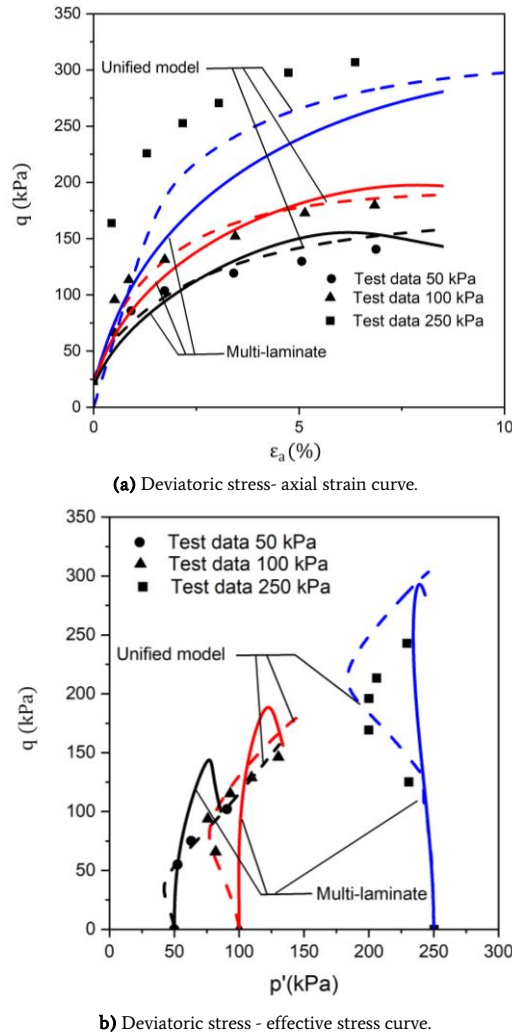 350
300
250
200
150
100
50
0
q (kPa)
Unified model
Test data 50 kPa
Test data 100 kPa
Test data 250 kPa
Multi-laminate
0 5 10
εa(%)
(a) Deviatoric stress- axial strain curve.
350
300
250
200
150
100
50
0
q (kPa)
Test data 50 kPa
Test data 100 kPa
Test data 250 kPa
Unified model
Multi-laminate
0 50 100 150 200 250 300
p'(kPa)
b) Deviatoric stress - effective stress curve.